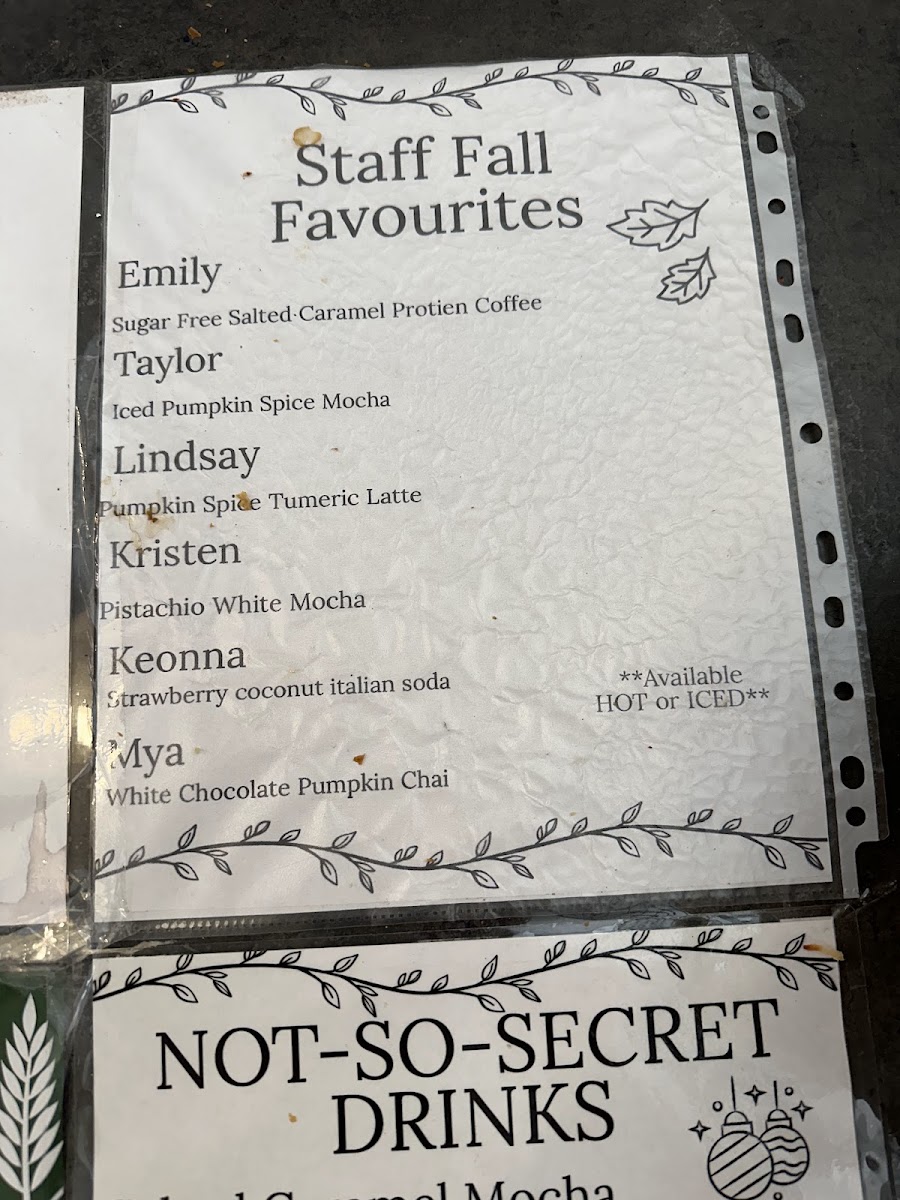 Staff Fall
Favourites
Emily
Sugar Free Salted Caramel Protien Coffee
Taylor
Iced Pumpkin Spice Mocha
Lindsay
Pumpkin Spice Tumeric Latte
Kristen
Pistachio White Mocha
Keonna
Strawberry coconut italian soda
**Available
HOT or ICED**
Mya
White Chocolate Pumpkin Chai
NOT-SO-SECRET
DRINKS
Caramel Mocha